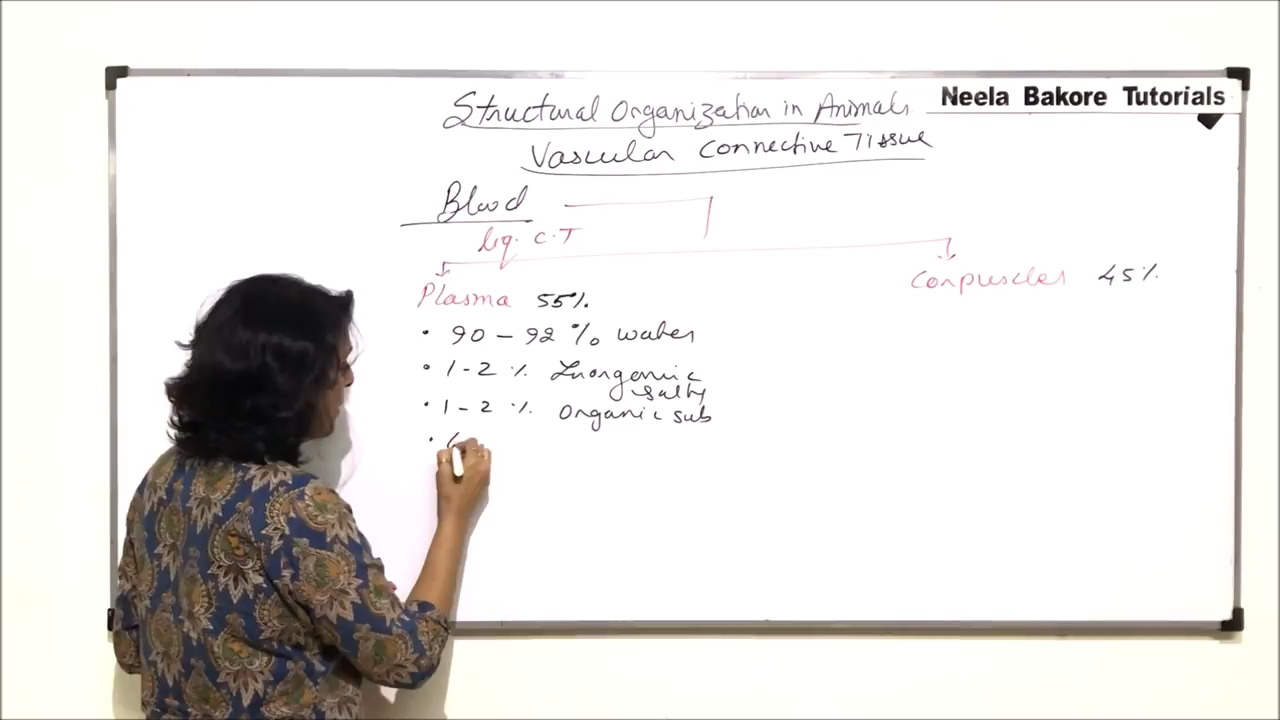 Neela Bakore Tutorials
Structural Organization in Animals
Vascular Connective Tissue
Blood
liq. C.T
Plasma 55%
Corpuscles 45%
• 90 – 92 % water
• 1 - 2 % Inorganic
salts
• 1 - 2 % Organic sub
•